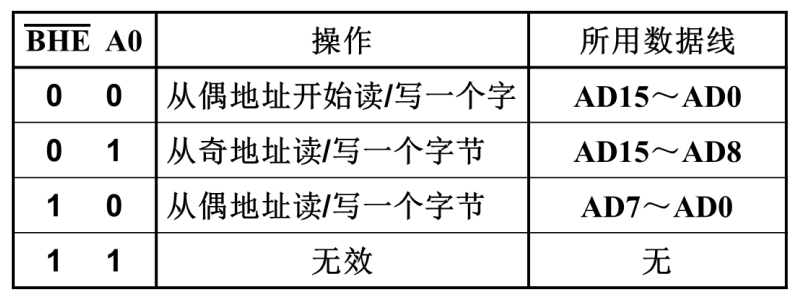 B̅H̅E̅ A0 操作 所用数据线
0 0 从偶地址开始读/写一个字 AD15～AD0
0 1 从奇地址读/写一个字节 AD15～AD8
1 0 从偶地址读/写一个字节 AD7～AD0
1 1 无效 无